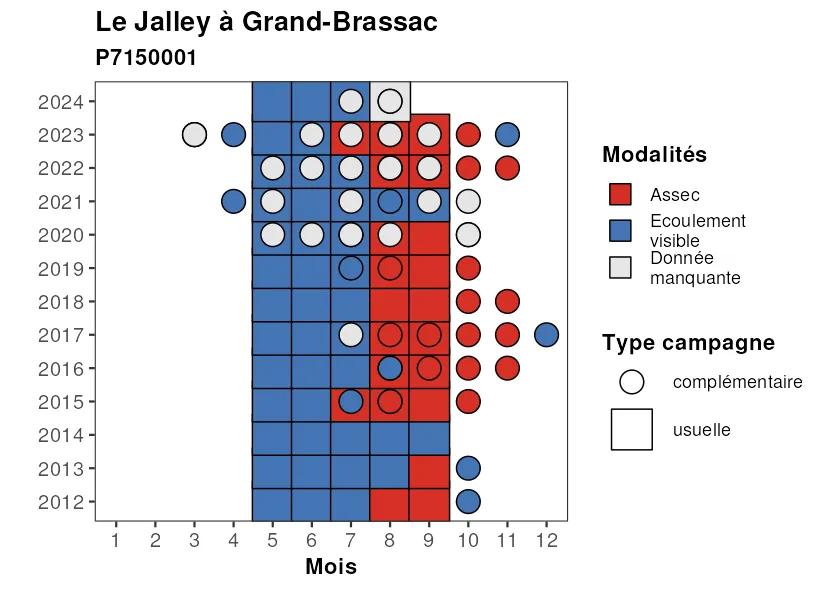 Le Jalley à Grand-Brassac
P7150001
2024
2023
2022
2021
2020
2019
2018
2017
2016
2015
2014
2013
2012
1 2 3 4 5 6 7 8 9 10 11 12
Mois
Modalités
Assec
Ecoulement
visible
Donnée
manquante
Type campagne
complémentaire
usuelle